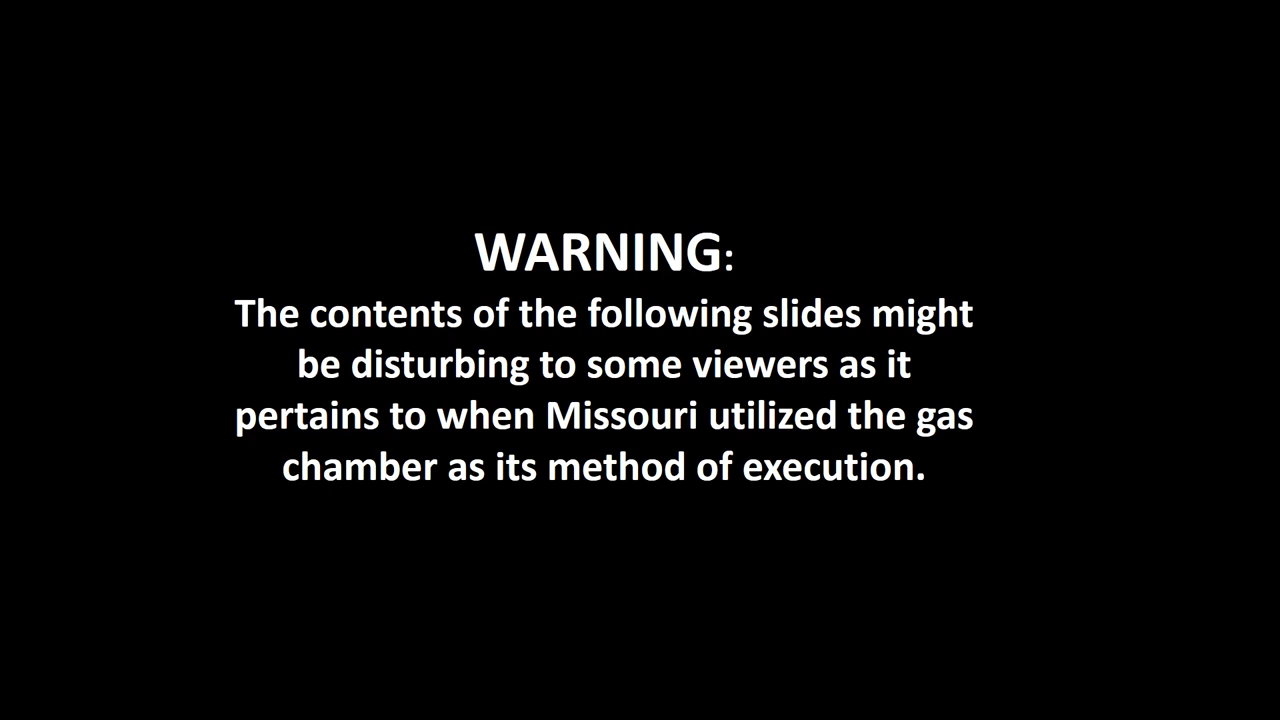 WARNING:
The contents of the following slides might
be disturbing to some viewers as it
pertains to when Missouri utilized the gas
chamber as its method of execution.